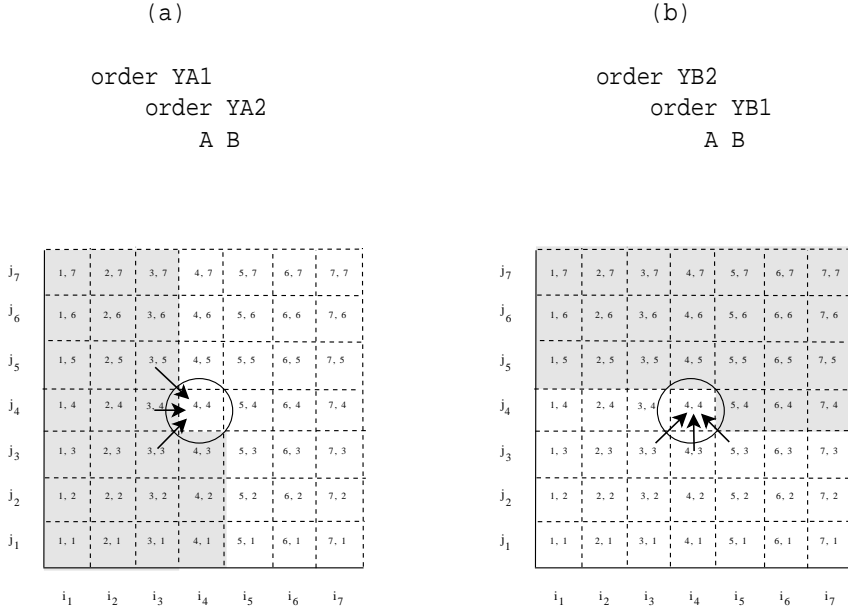 (a)
order YA1
order YA2
A B
j7 1, 7 2, 7 3, 7 4, 7 5, 7 6, 7 7, 7
j6 1, 6 2, 6 3, 6 4, 6 5, 6 6, 6 7, 6
j5 1, 5 2, 5 3, 5 4, 5 5, 5 6, 5 7, 5
j4 1, 4 2, 4 3, 4 4, 4 5, 4 6, 4 7, 4
j3 1, 3 2, 3 3, 3 4, 3 5, 3 6, 3 7, 3
j2 1, 2 2, 2 3, 2 4, 2 5, 2 6, 2 7, 2
j1 1, 1 2, 1 3, 1 4, 1 5, 1 6, 1 7, 1
i1 i2 i3 i4 i5 i6 i7
(b)
order YB2
order YB1
A B
j7 1, 7 2, 7 3, 7 4, 7 5, 7 6, 7 7, 7
j6 1, 6 2, 6 3, 6 4, 6 5, 6 6, 6 7, 6
j5 1, 5 2, 5 3, 5 4, 5 5, 5 6, 5 7, 5
j4 1, 4 2, 4 3, 4 4, 4 5, 4 6, 4 7, 4
j3 1, 3 2, 3 3, 3 4, 3 5, 3 6, 3 7, 3
j2 1, 2 2, 2 3, 2 4, 2 5, 2 6, 2 7, 2
j1 1, 1 2, 1 3, 1 4, 1 5, 1 6, 1 7, 1
i1 i2 i3 i4 i5 i6 i7